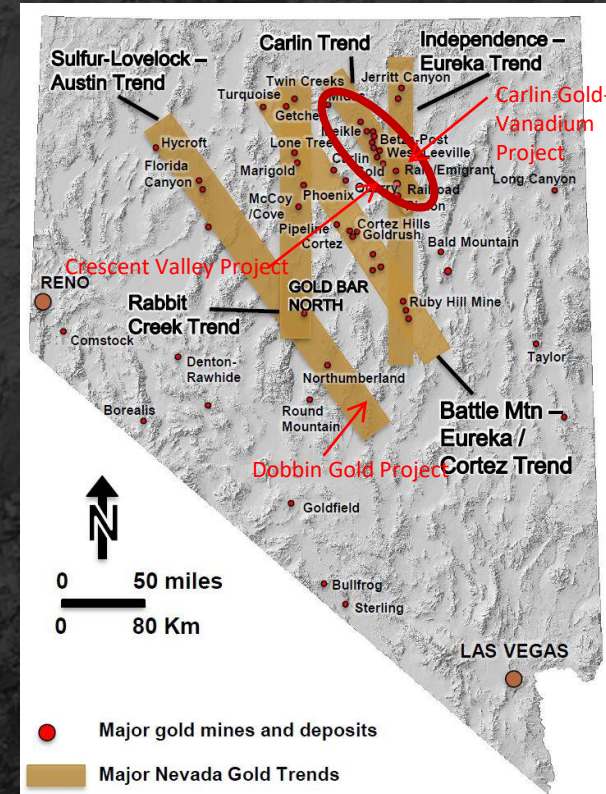 Sulfur-Lovelock –
Austin Trend
Carlin Trend
Independence –
Eureka Trend
Twin Creeks
Jerritt Canyon
Turquoise
Getchell
Carlin Gold-
Vanadium
Project
Hycroft
Lone Tree
Meikle
Betze-Post
West Leeville
Florida
Canyon
Marigold
Carlin
Gold
Rain/Emigrant
Railroad
Long Canyon
McCoy
/Cove
Phoenix
Pipeline
Cortez
Cortez Hills
Goldrush
Bald Mountain
Crescent Valley Project
RENO
GOLD BAR
NORTH
Rabbit
Creek Trend
Ruby Hill Mine
Comstock
Denton-
Rawhide
Northumberland
Taylor
Borealis
Round
Mountain
Battle Mtn –
Eureka /
Cortez Trend
Dobbin Gold Project
Goldfield
N
0 50 miles
0 80 Km
Bullfrog
Sterling
LAS VEGAS
Major gold mines and deposits
Major Nevada Gold Trends